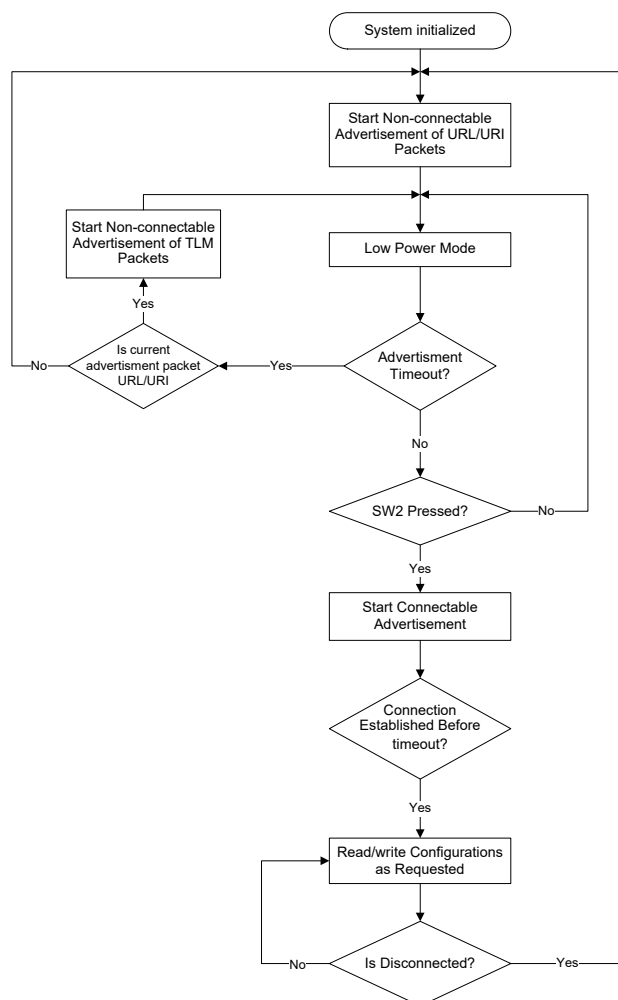 System initialized
Start Non-connectable
Advertisement of URL/URI
Packets
Start Non-connectable
Advertisement of TLM
Packets
Low Power Mode
Yes
Is current
advertisment packet
URL/URI
No
Yes
Advertisment
Timeout?
No
SW2 Pressed?
No
Yes
Start Connectable
Advertisement
Connection
Established Before
timeout?
Yes
Read/write Configurations
as Requested
No
Is Disconnected?
Yes